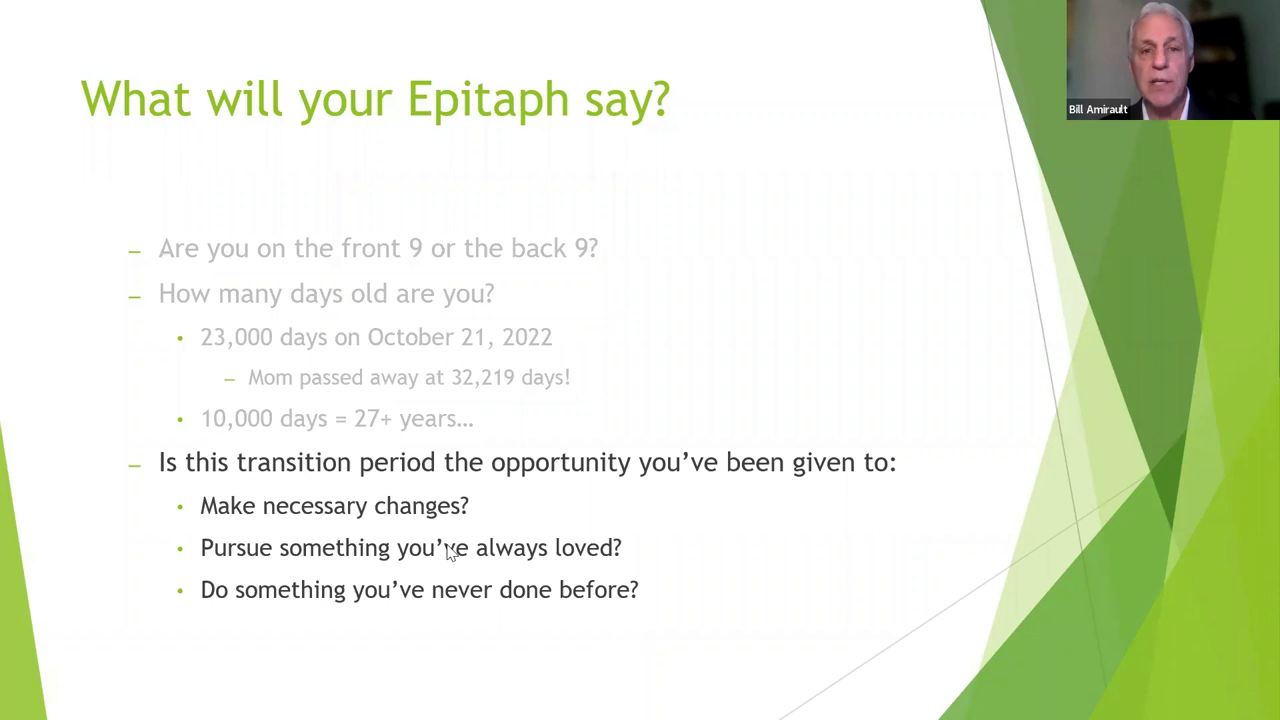 What will your Epitaph say?
Bill Amirault
– Are you on the front 9 or the back 9?
– How many days old are you?
• 23,000 days on October 21, 2022
– Mom passed away at 32,219 days!
• 10,000 days = 27+ years…
– Is this transition period the opportunity you’ve been given to:
• Make necessary changes?
• Pursue something you’ve always loved?
• Do something you’ve never done before?